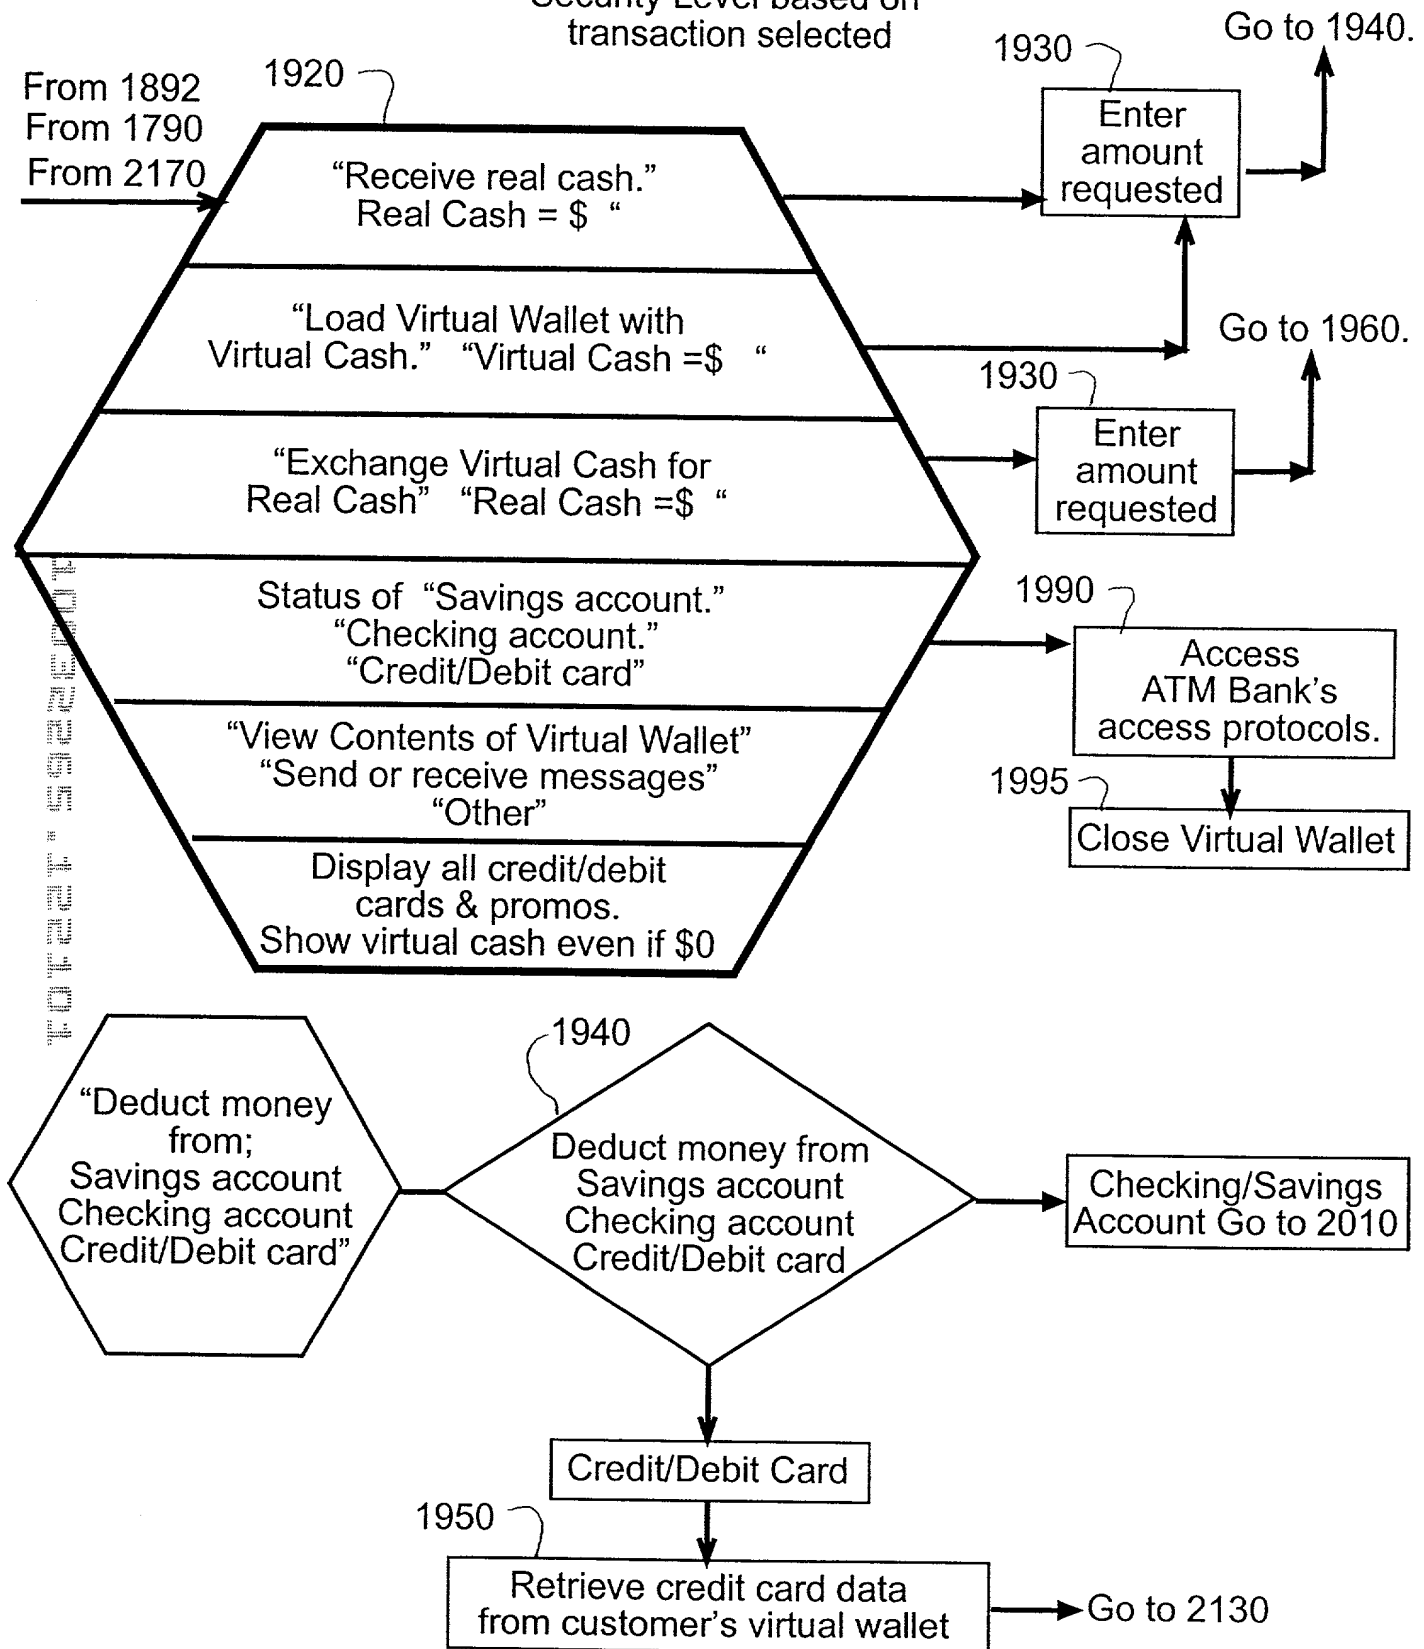 Security Level based on
transaction selected
From 1892
From 1790
From 2170
1920
“Receive real cash.”
Real Cash = $  “
“Load Virtual Wallet with
Virtual Cash.”  “Virtual Cash =$  “
“Exchange Virtual Cash for
Real Cash”  “Real Cash =$  “
Status of  “Savings account.”
“Checking account.”
“Credit/Debit card”
“View Contents of Virtual Wallet”
“Send or receive messages”
“Other”
Display all credit/debit
cards & promos.
Show virtual cash even if $0
1930
Enter
amount
requested
Go to 1940.
1930
Enter
amount
requested
Go to 1960.
1990
Access
ATM Bank’s
access protocols.
1995
Close Virtual Wallet
“Deduct money
from;
Savings account
Checking account
Credit/Debit card”
1940
Deduct money from
Savings account
Checking account
Credit/Debit card
Checking/Savings
Account Go to 2010
Credit/Debit Card
1950
Retrieve credit card data
from customer’s virtual wallet
Go to 2130